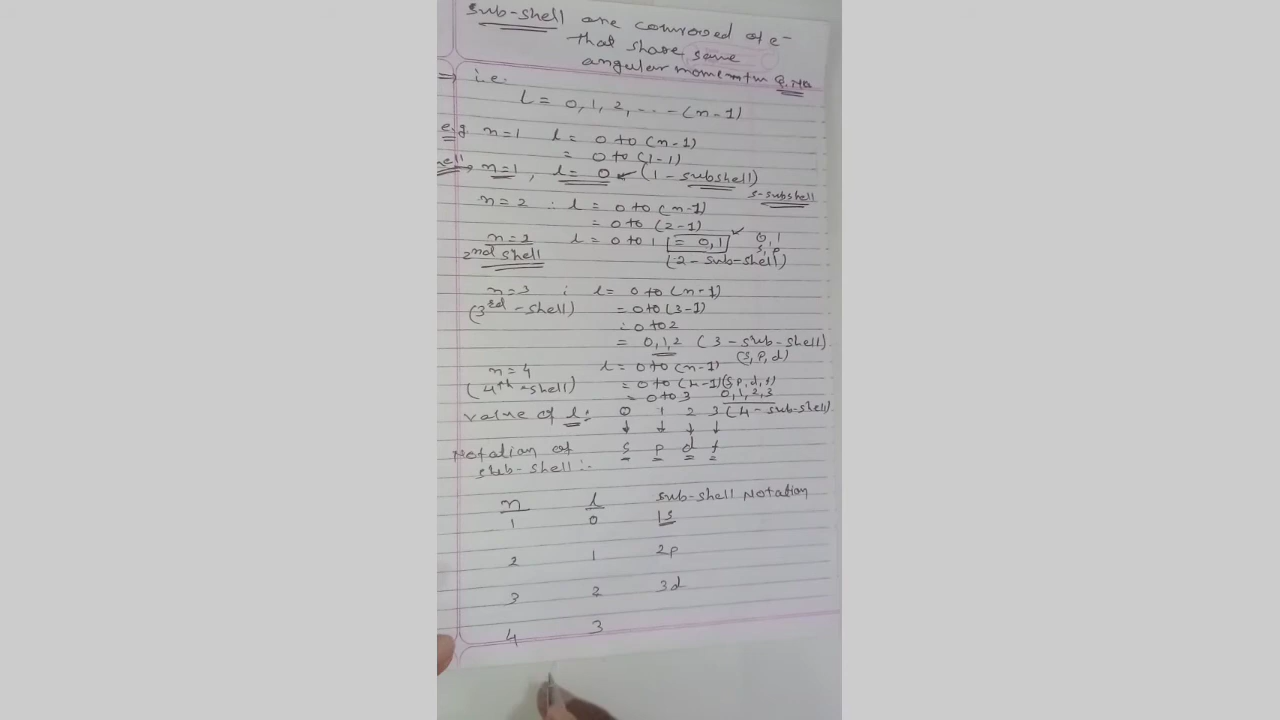 sub-shell are comprosed of e-
that share same
angular momentum Q.No
⇒ i.e.
l = 0, 1, 2, ... - (n-1)
e.g n=1 l = 0 to (n-1)
= 0 to (1-1)
n=1, l = 0 ✓ (1 - subshell)
s-subshell
n=2 : l = 0 to (n-1)
= 0 to (2-1)
n=2 l = 0 to 1 = 0,1 ✓ 0, 1
s, p
2nd shell (2 - sub-shell)
n=3 : l = 0 to (n-1)
(3rd - shell) = 0 to (3-1)
: 0 to 2
= 0,1,2 (3 - sub-shell)
(s, p, d)
n=4 l = 0 to (n-1)
(4th - shell) = 0 to (4-1) (s, p, d, f)
= 0 to 3 0, 1, 2, 3
value of l: 0 1 2 3 (4 - sub-shell)
↓ ↓ ↓ ↓
Notation of s p d f
sub-shell :-
n l sub-shell Notation
1 0 1s
2 1 2p
3 2 3d
4 3